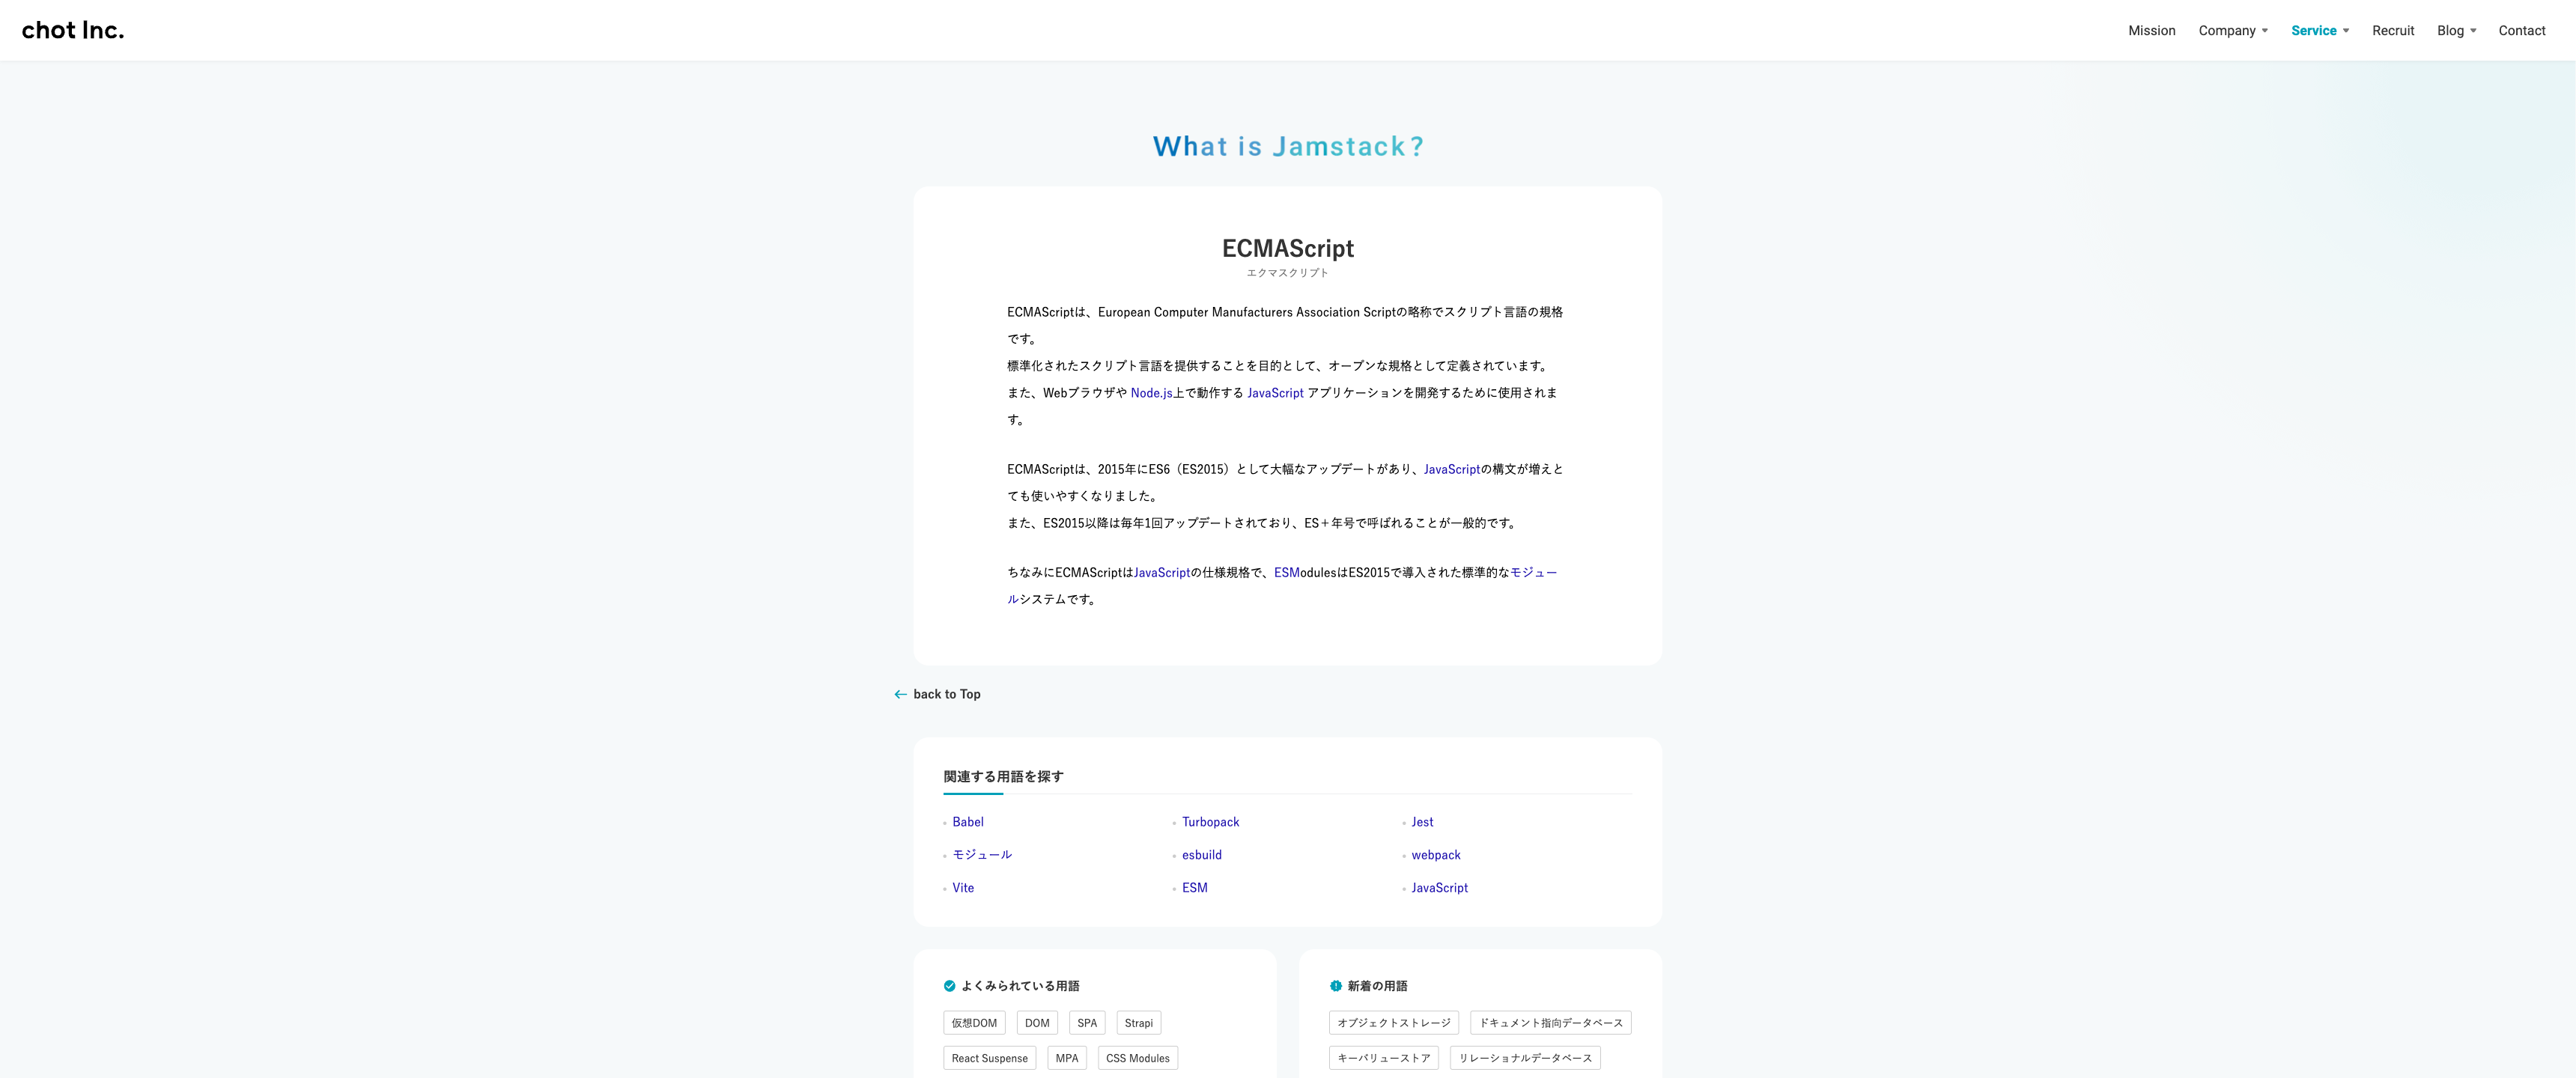 chot Inc.
Mission Company Service Recruit Blog Contact
What is Jamstack?
ECMAScript
エクマスクリプト
ECMAScriptは、European Computer Manufacturers Association Scriptの略称でスクリプト言語の規格
です。
標準化されたスクリプト言語を提供することを目的として、オープンな規格として定義されています。
また、Webブラウザや Node.js上で動作する JavaScript アプリケーションを開発するために使用されま
す。
ECMAScriptは、2015年にES6（ES2015）として大幅なアップデートがあり、JavaScriptの構文が増えと
ても使いやすくなりました。
また、ES2015以降は毎年1回アップデートされており、ES＋年号で呼ばれることが一般的です。
ちなみにECMAScriptはJavaScriptの仕様規格で、ESModulesはES2015で導入された標準的なモジュー
ルシステムです。
back to Top
関連する用語を探す
Babel Turbopack Jest
モジュール esbuild webpack
Vite ESM JavaScript
よくみられている用語
仮想DOM DOM SPA Strapi
React Suspense MPA CSS Modules
新着の用語
オブジェクトストレージ ドキュメント指向データベース
キーバリューストア リレーショナルデータベース